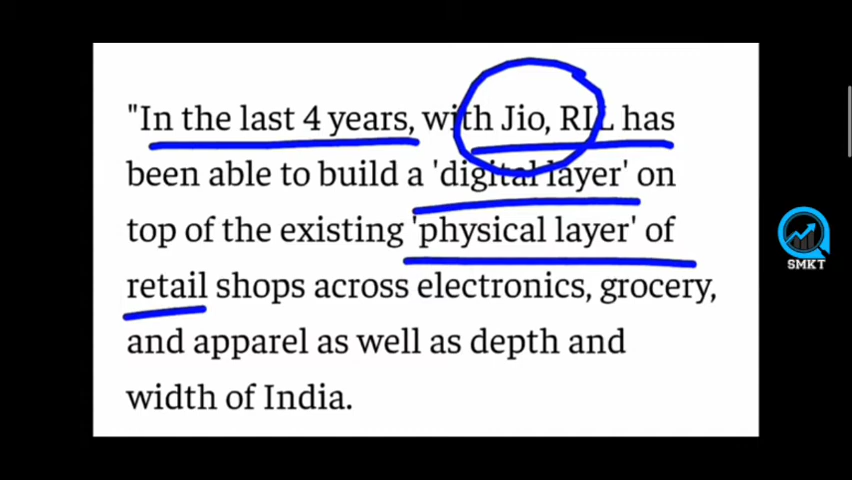 "In the last 4 years, with Jio, RIL has
been able to build a 'digital layer' on
top of the existing 'physical layer' of
retail shops across electronics, grocery,
and apparel as well as depth and
width of India.
SMKT